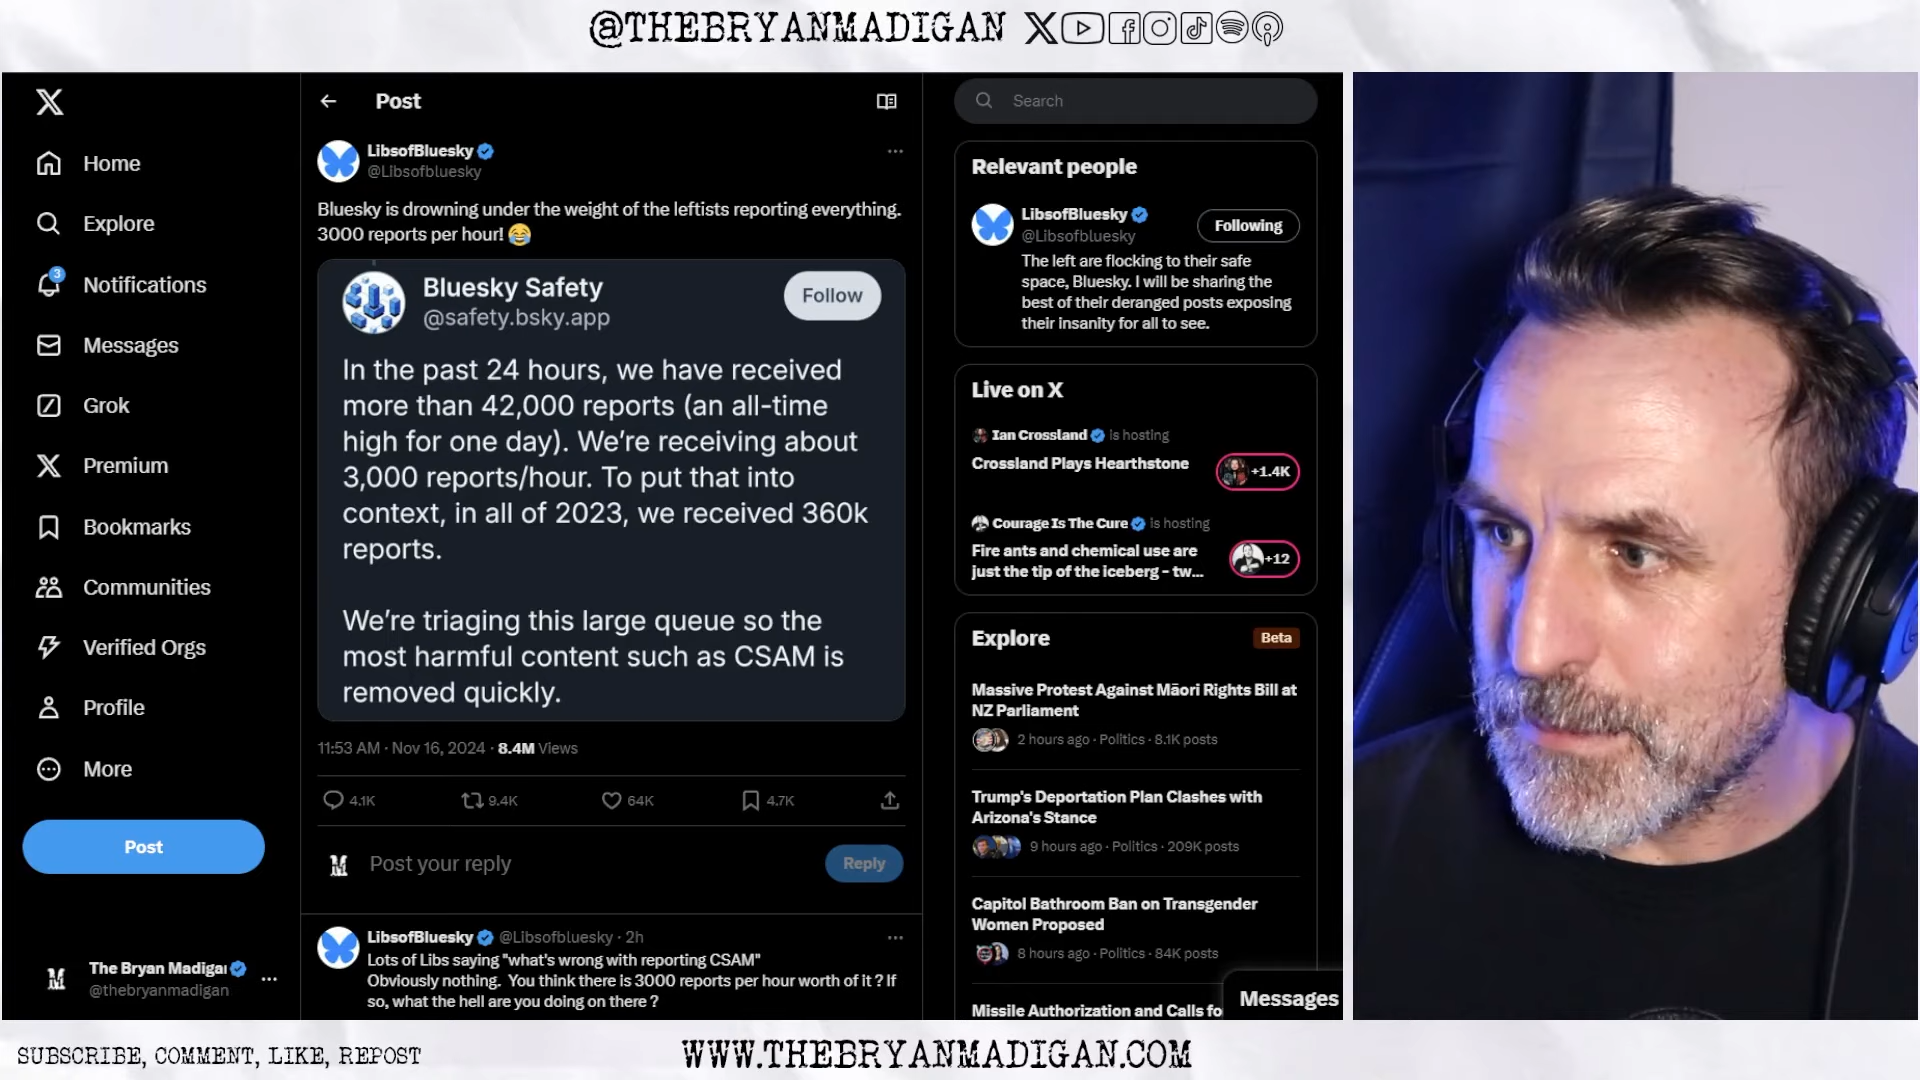 @THEBRYANMADIGAN
Home
Explore
3
Notifications
Messages
Grok
Premium
Bookmarks
Communities
Verified Orgs
Profile
More
Post
The Bryan Madigan
@thebryanmadigan
Post
LibsofBluesky
@Libsofbluesky
Bluesky is drowning under the weight of the leftists reporting everything.
3000 reports per hour! 😂
Bluesky Safety
@safety.bsky.app
Follow
In the past 24 hours, we have received
more than 42,000 reports (an all-time
high for one day). We're receiving about
3,000 reports/hour. To put that into
context, in all of 2023, we received 360k
reports.
We're triaging this large queue so the
most harmful content such as CSAM is
removed quickly.
11:53 AM · Nov 16, 2024 · 8.4M Views
4.1K 9.4K 64K 4.7K
Post your reply
Reply
LibsofBluesky @Libsofbluesky · 2h
Lots of Libs saying "what's wrong with reporting CSAM"
Obviously nothing. You think there is 3000 reports per hour worth of it ? If
so, what the hell are you doing on there ?
Search
Relevant people
LibsofBluesky
@Libsofbluesky
Following
The left are flocking to their safe
space, Bluesky. I will be sharing the
best of their deranged posts exposing
their insanity for all to see.
Live on X
Ian Crossland is hosting
Crossland Plays Hearthstone
+1.4K
Courage Is The Cure is hosting
Fire ants and chemical use are
just the tip of the iceberg - tw...
+12
Explore
Beta
Massive Protest Against Māori Rights Bill at
NZ Parliament
2 hours ago · Politics · 8.1K posts
Trump's Deportation Plan Clashes with
Arizona's Stance
9 hours ago · Politics · 209K posts
Capitol Bathroom Ban on Transgender
Women Proposed
8 hours ago · Politics · 84K posts
Missile Authorization and Calls fo
Messages
SUBSCRIBE, COMMENT, LIKE, REPOST
WWW.THEBRYANMADIGAN.COM